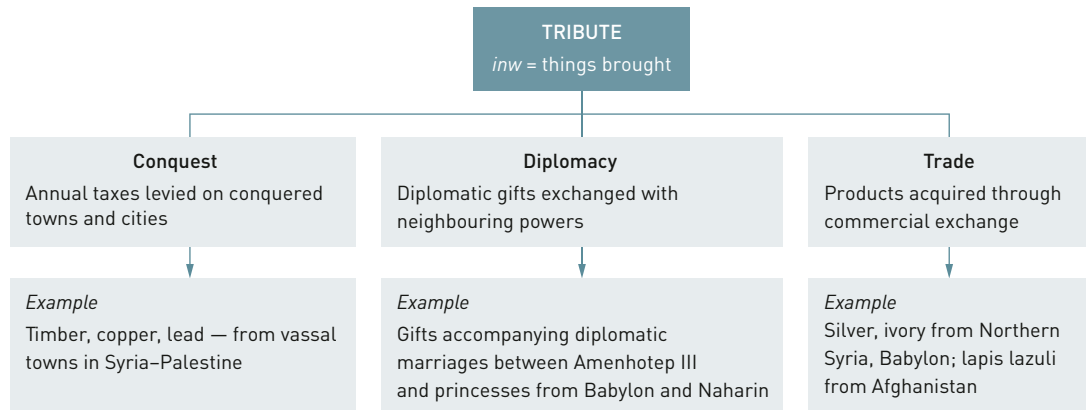 TRIBUTE
inw = things brought
Conquest
Annual taxes levied on conquered
towns and cities
Diplomacy
Diplomatic gifts exchanged with
neighbouring powers
Trade
Products acquired through
commercial exchange
Example
Timber, copper, lead — from vassal
towns in Syria–Palestine
Example
Gifts accompanying diplomatic
marriages between Amenhotep III
and princesses from Babylon and Naharin
Example
Silver, ivory from Northern
Syria, Babylon; lapis lazuli
from Afghanistan